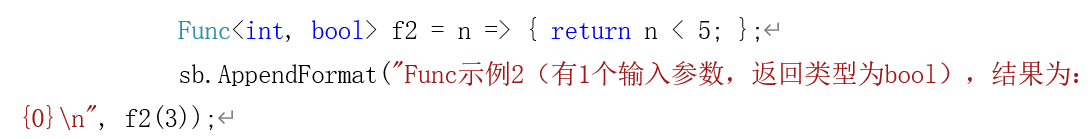 Func<int, bool> f2 = n => { return n < 5; };↵
sb.AppendFormat("Func示例2（有1个输入参数，返回类型为bool），结果为：
{0}\n", f2(3));↵